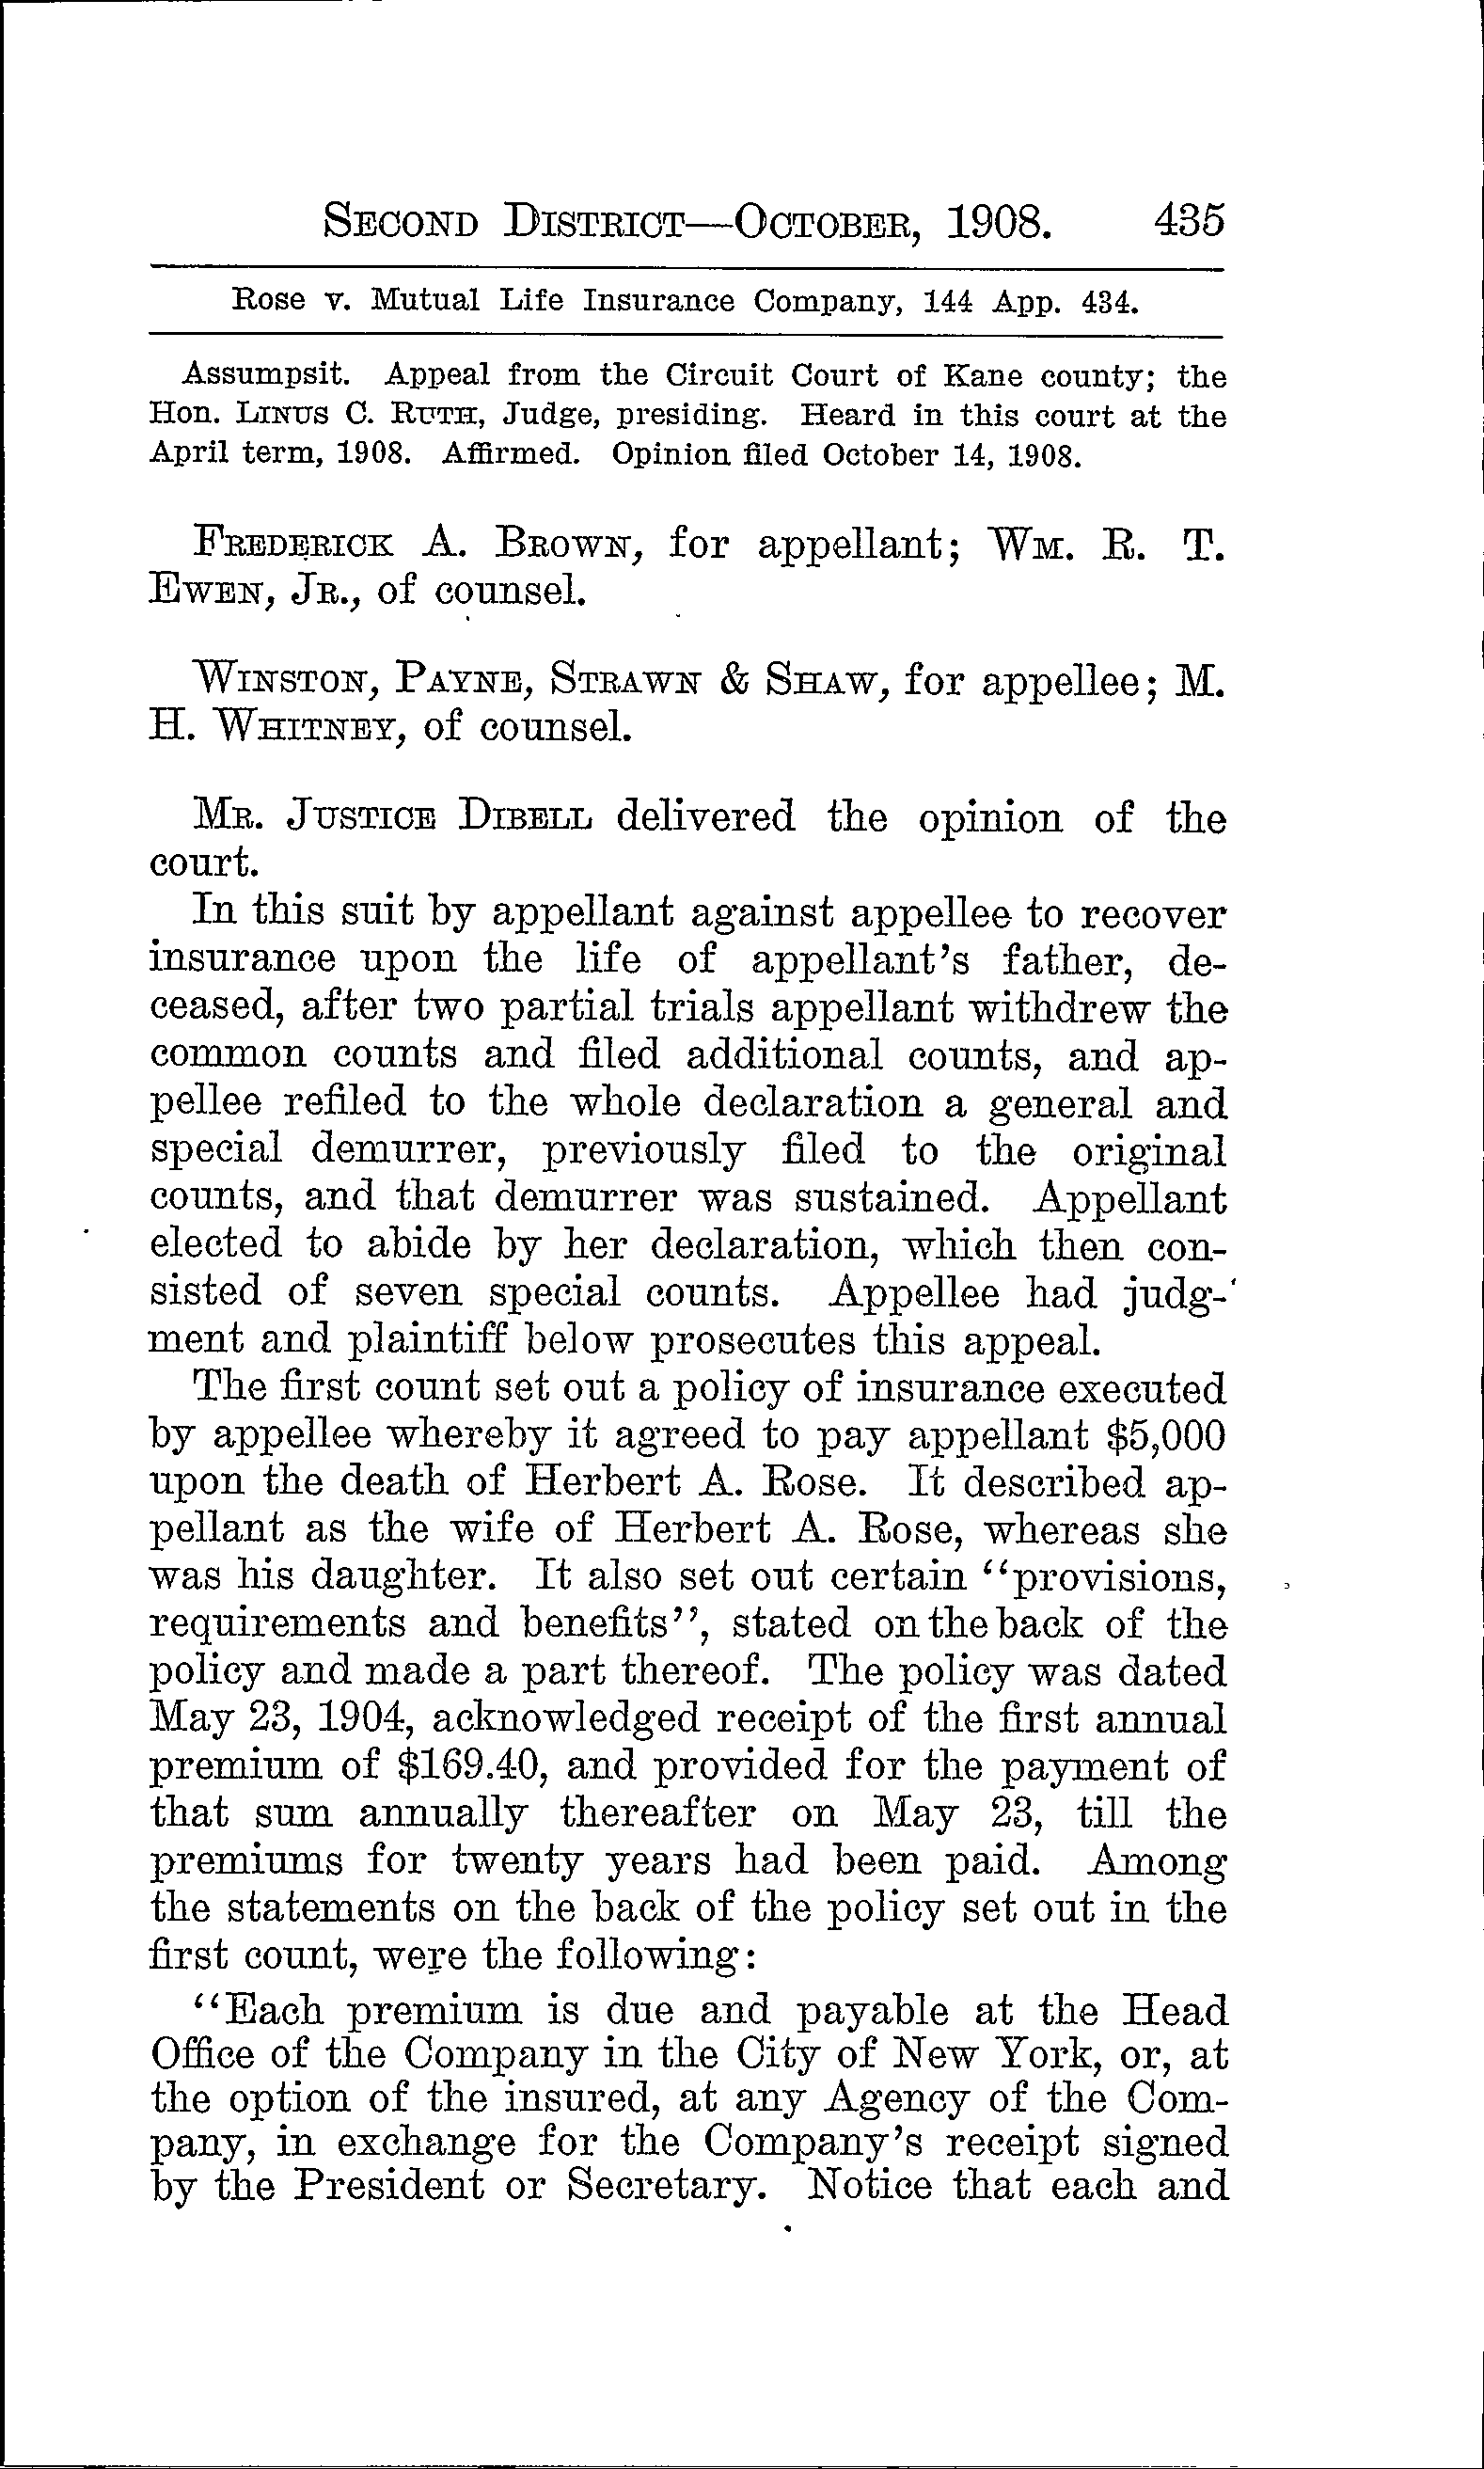 SECOND DISTRICT—OCTOBER, 1908. 435
Rose v. Mutual Life Insurance Company, 144 App. 434.
Assumpsit. Appeal from the Circuit Court of Kane county; the
Hon. LINUS C. RUTH, Judge, presiding. Heard in this court at the
April term, 1908. Affirmed. Opinion filed October 14, 1908.
FREDERICK A. BROWN, for appellant; WM. R. T.
EWEN, JR., of counsel.
WINSTON, PAYNE, STRAWN & SHAW, for appellee; M.
H. WHITNEY, of counsel.
MR. JUSTICE DIBELL delivered the opinion of the
court.
In this suit by appellant against appellee to recover
insurance upon the life of appellant's father, de-
ceased, after two partial trials appellant withdrew the
common counts and filed additional counts, and ap-
pellee refiled to the whole declaration a general and
special demurrer, previously filed to the original
counts, and that demurrer was sustained. Appellant
elected to abide by her declaration, which then con-
sisted of seven special counts. Appellee had judg-
ment and plaintiff below prosecutes this appeal.
The first count set out a policy of insurance executed
by appellee whereby it agreed to pay appellant $5,000
upon the death of Herbert A. Rose. It described ap-
pellant as the wife of Herbert A. Rose, whereas she
was his daughter. It also set out certain "provisions,
requirements and benefits", stated on the back of the
policy and made a part thereof. The policy was dated
May 23, 1904, acknowledged receipt of the first annual
premium of $169.40, and provided for the payment of
that sum annually thereafter on May 23, till the
premiums for twenty years had been paid. Among
the statements on the back of the policy set out in the
first count, were the following:
"Each premium is due and payable at the Head
Office of the Company in the City of New York, or, at
the option of the insured, at any Agency of the Com-
pany, in exchange for the Company's receipt signed
by the President or Secretary. Notice that each and